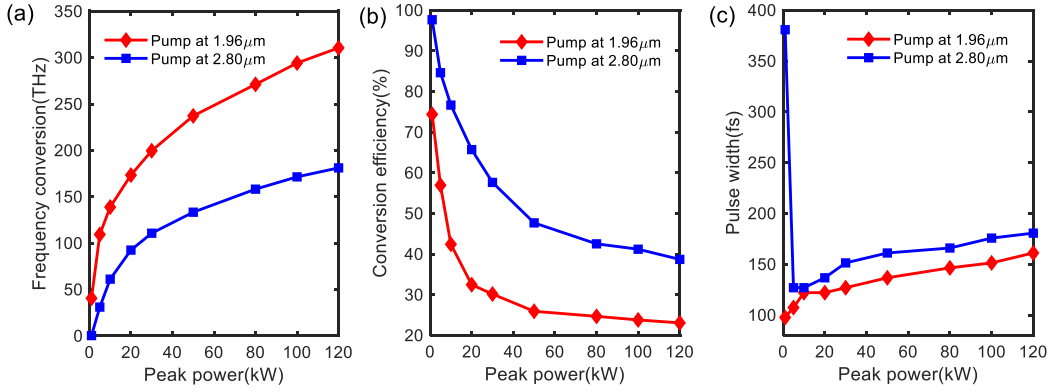 (a)
Frequency conversion(THz)
350
300
250
200
150
100
50
0
Pump at 1.96μm
Pump at 2.80μm
0 20 40 60 80 100 120
Peak power(kW)
(b)
Conversion efficiency(%)
100
90
80
70
60
50
40
30
20
Pump at 1.96μm
Pump at 2.80μm
0 20 40 60 80 100 120
Peak power(kW)
(c)
Pulse width(fs)
400
350
300
250
200
150
100
Pump at 1.96μm
Pump at 2.80μm
0 20 40 60 80 100 120
Peak power(kW)